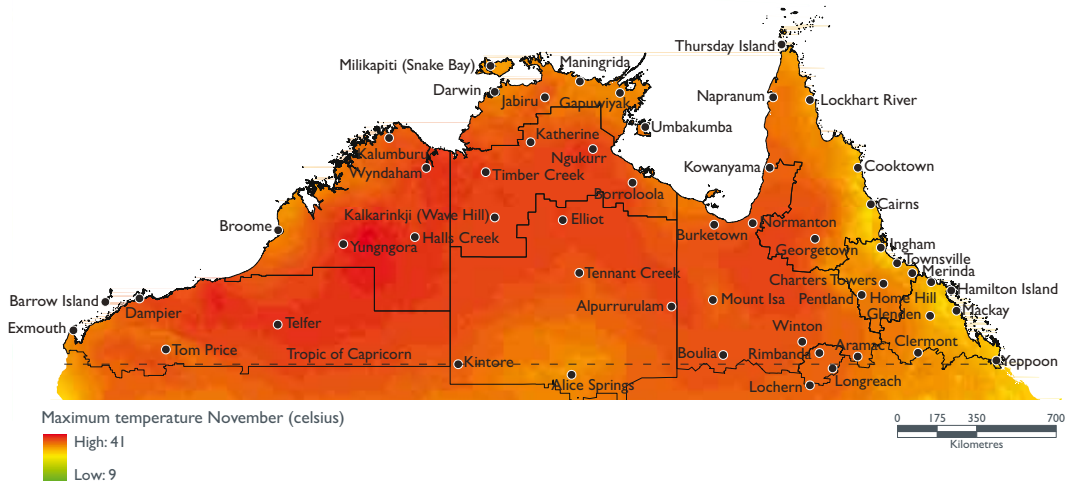 Thursday Island
Milikapiti (Snake Bay)
Maningrida
Darwin
Jabiru
Gapuwiyak
Napranum
Lockhart River
Umbakumba
Katherine
Kalumburu
Ngukurr
Wyndaham
Timber Creek
Kowanyama
Cooktown
Borroloola
Kalkarinkji (Wave Hill)
Elliot
Cairns
Broome
Halls Creek
Yungngora
Burketown
Normanton
Georgetown
Ingham
Townsville
Tennant Creek
Merinda
Charters Towers
Hamilton Island
Barrow Island
Dampier
Alpurrurulam
Mount Isa
Pentland
Home Hill
Mackay
Glenden
Exmouth
Telfer
Winton
Tom Price
Tropic of Capricorn
Kintore
Boulia
Rimbanda
Aramac
Clermont
Yeppoon
Alice Springs
Lochern
Longreach
Maximum temperature November (celsius)
High: 41
Low: 9
0 175 350 700
Kilometres